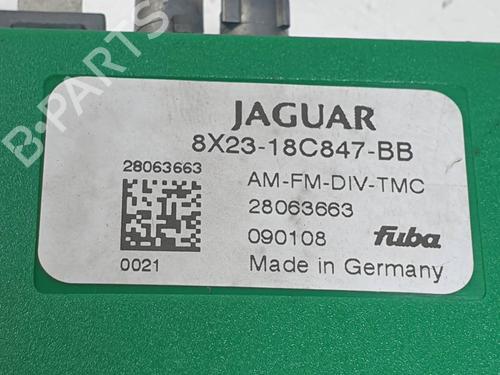 JAGUAR
8X23-18C847-BB
28063663
AM-FM-DIV-TMC
28063663
090108 fuba
0021
Made in Germany
B-PARTS